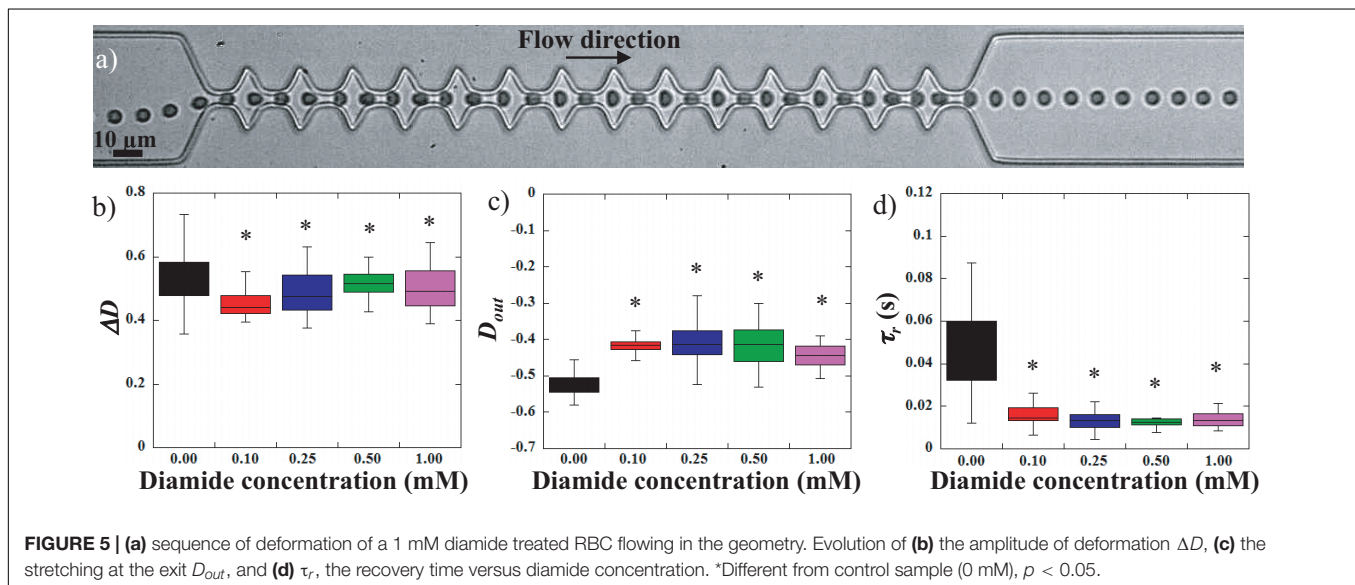 Flow direction
a)
10 μm
b)
0.8
0.6
0.4
0.2
0
ΔD
* * * *
0.00 0.10 0.25 0.50 1.00
Diamide concentration (mM)
c)
0
-0.1
-0.2
-0.3
-0.4
-0.5
-0.6
-0.7
D_out
* * * *
0.00 0.10 0.25 0.50 1.00
Diamide concentration (mM)
d)
0.12
0.1
0.08
0.06
0.04
0.02
0
τ_r (s)
* * * *
0.00 0.10 0.25 0.50 1.00
Diamide concentration (mM)
FIGURE 5 | (a) sequence of deformation of a 1 mM diamide treated RBC flowing in the geometry. Evolution of (b) the amplitude of deformation ΔD, (c) the
stretching at the exit D_out, and (d) τ_r, the recovery time versus diamide concentration. *Different from control sample (0 mM), p < 0.05.